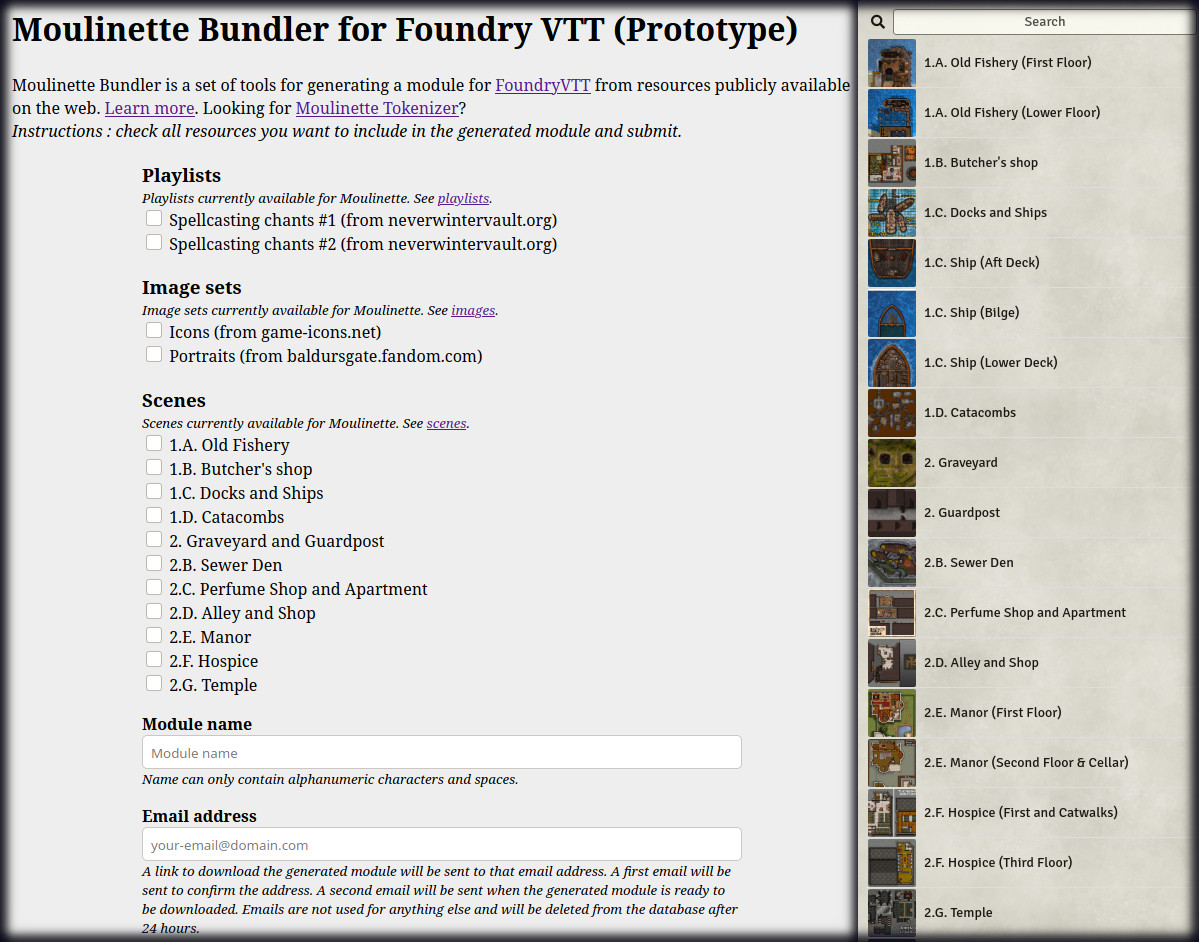 Moulinette Bundler for Foundry VTT (Prototype)
Moulinette Bundler is a set of tools for generating a module for FoundryVTT from resources publicly available
on the web. Learn more. Looking for Moulinette Tokenizer?
Instructions : check all resources you want to include in the generated module and submit.
Playlists
Playlists currently available for Moulinette. See playlists.
Spellcasting chants #1 (from neverwintervault.org)
Spellcasting chants #2 (from neverwintervault.org)
Image sets
Image sets currently available for Moulinette. See images.
Icons (from game-icons.net)
Portraits (from baldursgate.fandom.com)
Scenes
Scenes currently available for Moulinette. See scenes.
1.A. Old Fishery
1.B. Butcher's shop
1.C. Docks and Ships
1.D. Catacombs
2. Graveyard and Guardpost
2.B. Sewer Den
2.C. Perfume Shop and Apartment
2.D. Alley and Shop
2.E. Manor
2.F. Hospice
2.G. Temple
Module name
Module name
Name can only contain alphanumeric characters and spaces.
Email address
your-email@domain.com
A link to download the generated module will be sent to that email address. A first email will be
sent to confirm the address. A second email will be sent when the generated module is ready to
be downloaded. Emails are not used for anything else and will be deleted from the database after
24 hours.
Search
1.A. Old Fishery (First Floor)
1.A. Old Fishery (Lower Floor)
1.B. Butcher's shop
1.C. Docks and Ships
1.C. Ship (Aft Deck)
1.C. Ship (Bilge)
1.C. Ship (Lower Deck)
1.D. Catacombs
2. Graveyard
2. Guardpost
2.B. Sewer Den
2.C. Perfume Shop and Apartment
2.D. Alley and Shop
2.E. Manor (First Floor)
2.E. Manor (Second Floor & Cellar)
2.F. Hospice (First and Catwalks)
2.F. Hospice (Third Floor)
2.G. Temple